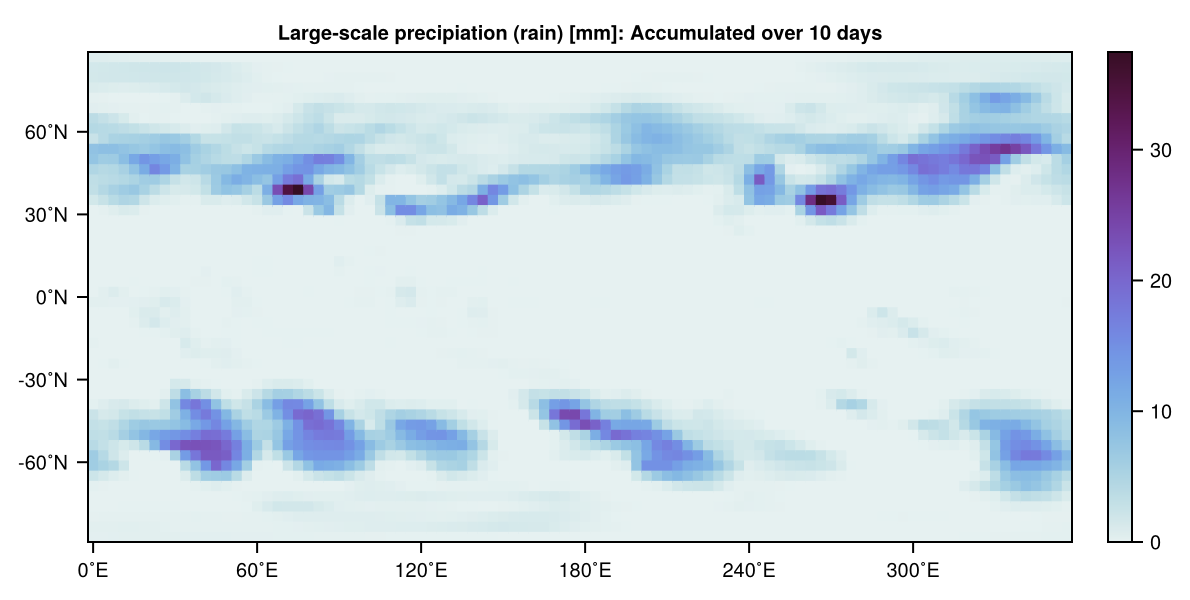 Large-scale precipiation (rain) [mm]: Accumulated over 10 days
60˚N
30˚N
0˚N
-30˚N
-60˚N
0˚E
60˚E
120˚E
180˚E
240˚E
300˚E
30
20
10
0